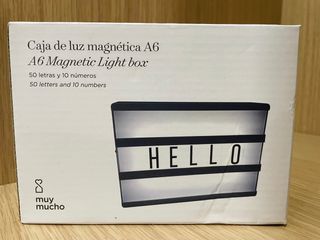 Caja de luz magnética A6
A6 Magnetic Light box
50 letras y 10 números
50 letters and 10 numbers
HELLO
muy
mucho